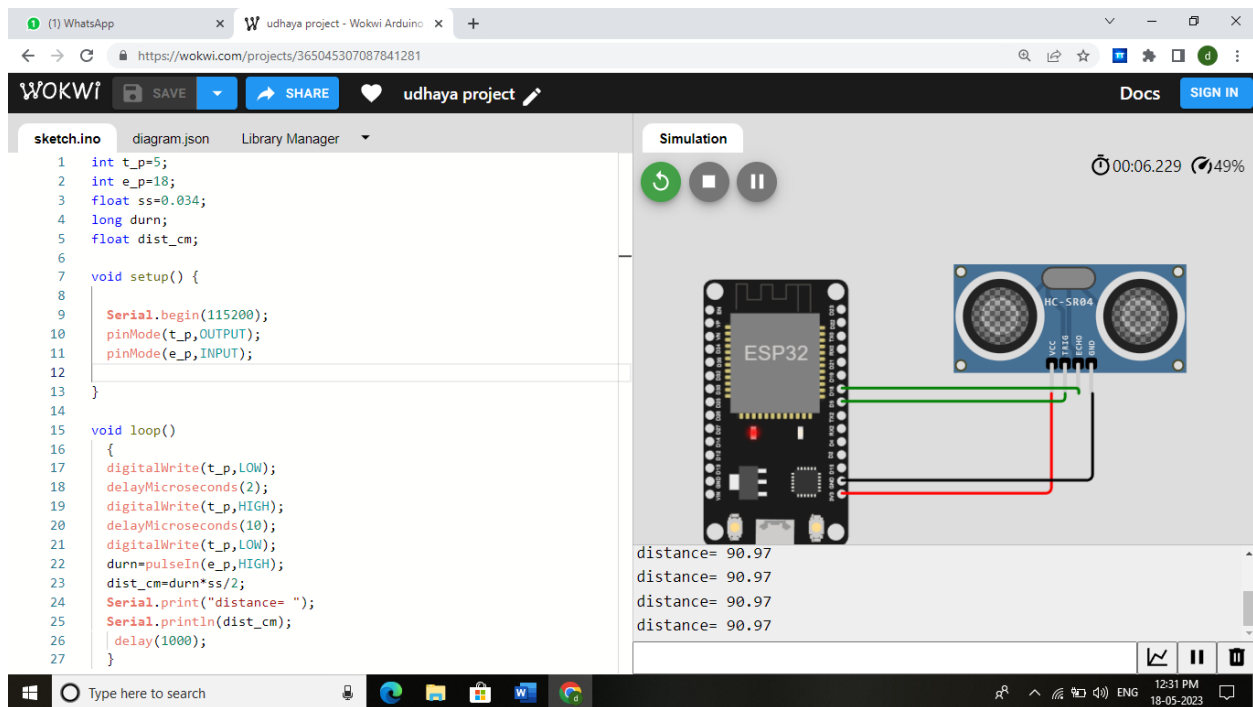 (1) WhatsApp
udhaya project - Wokwi Arduino
https://wokwi.com/projects/365045307087841281
d
WOKWi
SAVE
SHARE
udhaya project
Docs
SIGN IN
sketch.ino
diagram.json
Library Manager
1 int t_p=5;
2 int e_p=18;
3 float ss=0.034;
4 long durn;
5 float dist_cm;
6
7 void setup() {
8
9 Serial.begin(115200);
10 pinMode(t_p,OUTPUT);
11 pinMode(e_p,INPUT);
12
13 }
14
15 void loop()
16 {
17 digitalWrite(t_p,LOW);
18 delayMicroseconds(2);
19 digitalWrite(t_p,HIGH);
20 delayMicroseconds(10);
21 digitalWrite(t_p,LOW);
22 durn=pulseIn(e_p,HIGH);
23 dist_cm=durn*ss/2;
24 Serial.print("distance= ");
25 Serial.println(dist_cm);
26 delay(1000);
27 }
Simulation
00:06.229 49%
ESP32
HC-SR04
VCC
TRIG
ECHO
GND
distance= 90.97
distance= 90.97
distance= 90.97
distance= 90.97
Type here to search
ENG
12:31 PM
18-05-2023